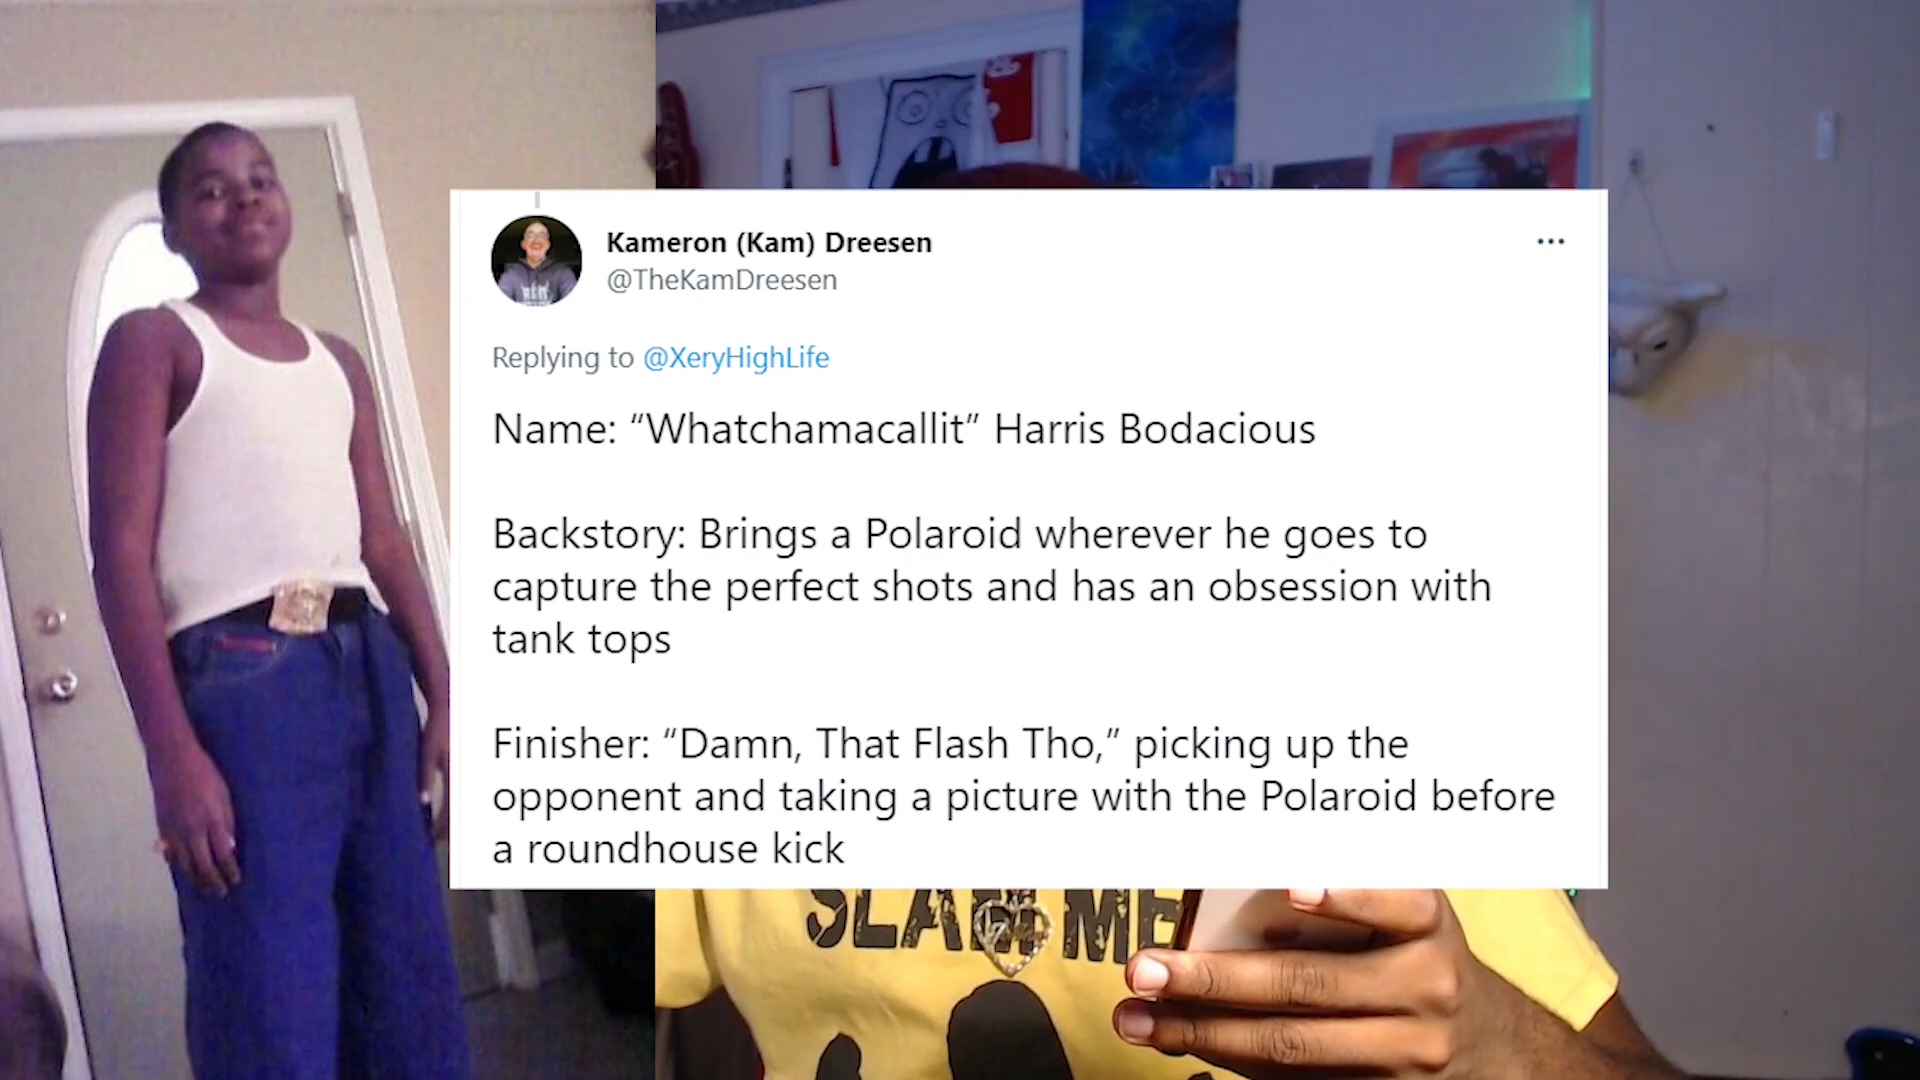 Kameron (Kam) Dreesen
@TheKamDreesen
Replying to @XeryHighLife
Name: “Whatchamacallit” Harris Bodacious
Backstory: Brings a Polaroid wherever he goes to
capture the perfect shots and has an obsession with
tank tops
Finisher: “Damn, That Flash Tho,” picking up the
opponent and taking a picture with the Polaroid before
a roundhouse kick
SLAM ME